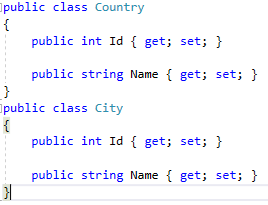 public class Country
{
    public int Id { get; set; }
    public string Name { get; set; }
}
public class City
{
    public int Id { get; set; }
    public string Name { get; set; }
}